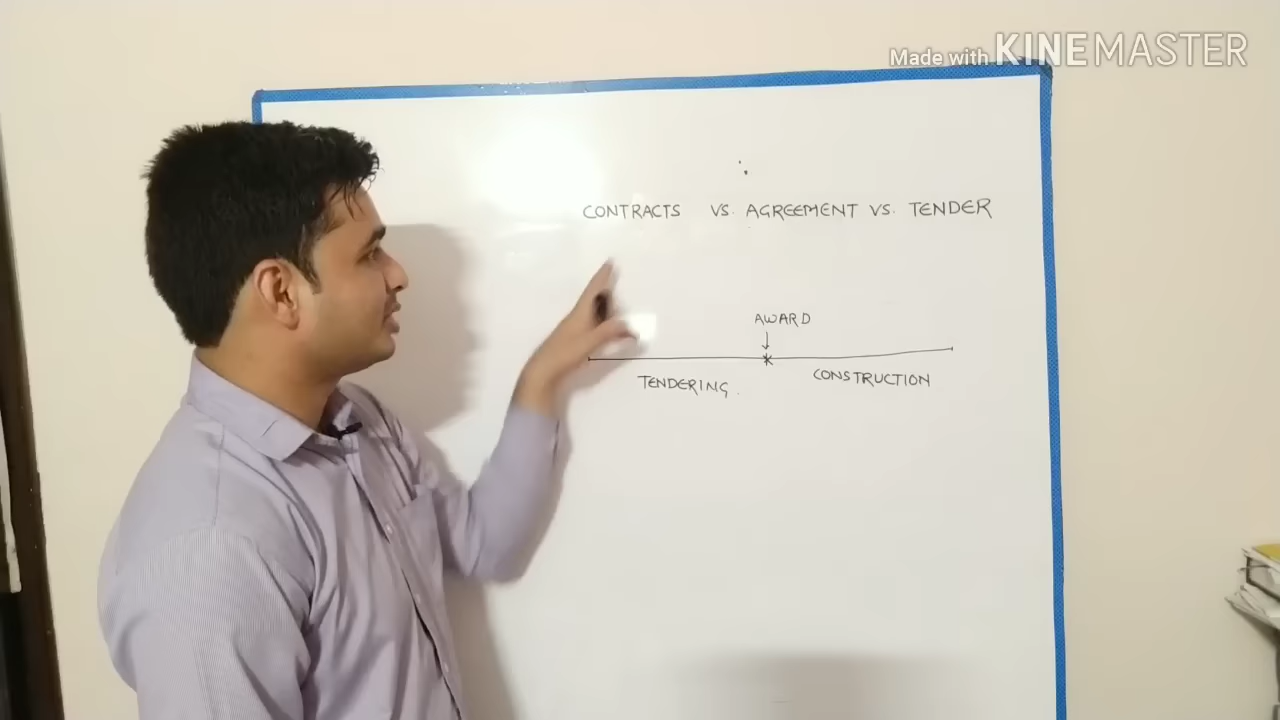 Made with KINEMASTER
CONTRACTS VS. AGREEMENT VS. TENDER
AWARD
TENDERING.
CONSTRUCTION